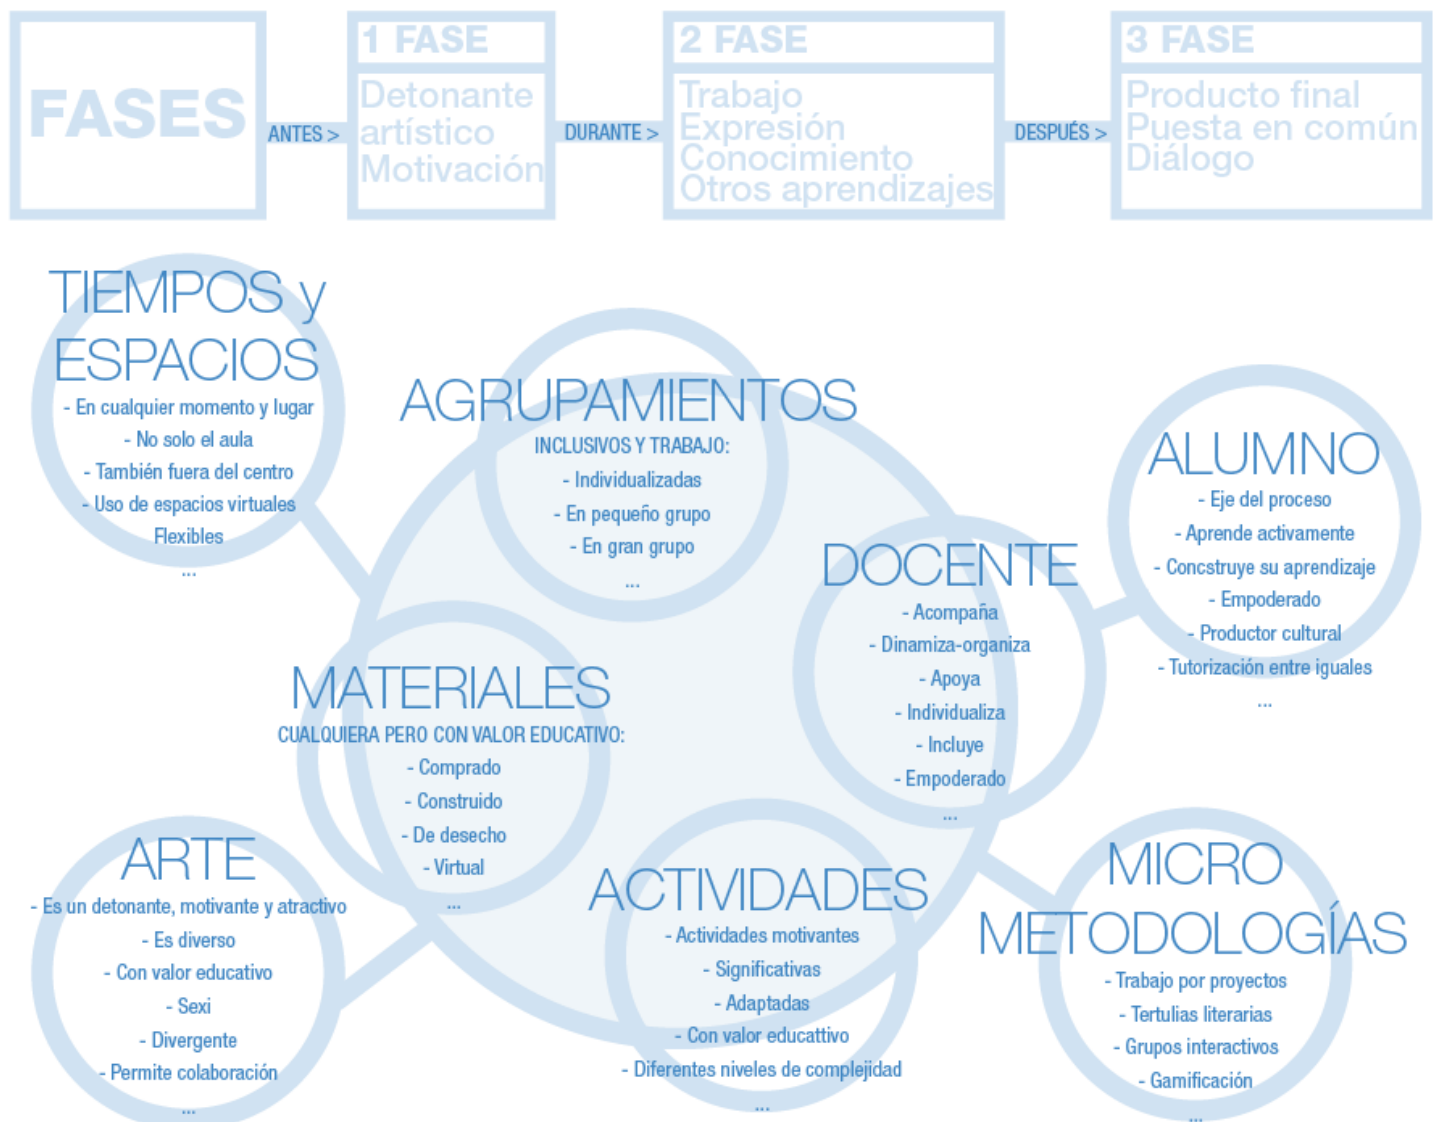 FASES
ANTES >
1 FASE
Detonante
artístico
Motivación
DURANTE >
2 FASE
Trabajo
Expresión
Conocimiento
Otros aprendizajes
DESPUÉS >
3 FASE
Producto final
Puesta en común
Diálogo
TIEMPOS y
ESPACIOS
- En cualquier momento y lugar
- No solo el aula
- También fuera del centro
- Uso de espacios virtuales
Flexibles
...
AGRUPAMIENTOS
INCLUSIVOS Y TRABAJO:
- Individualizadas
- En pequeño grupo
- En gran grupo
...
ALUMNO
- Eje del proceso
- Aprende activamente
- Concstruye su aprendizaje
- Empoderado
- Productor cultural
- Tutorización entre iguales
...
DOCENTE
- Acompaña
- Dinamiza-organiza
- Apoya
- Individualiza
- Incluye
- Empoderado
...
MATERIALES
CUALQUIERA PERO CON VALOR EDUCATIVO:
- Comprado
- Construido
- De desecho
- Virtual
...
ARTE
- Es un detonante, motivante y atractivo
- Es diverso
- Con valor educativo
- Sexi
- Divergente
- Permite colaboración
...
ACTIVIDADES
- Actividades motivantes
- Significativas
- Adaptadas
- Con valor educattivo
- Diferentes niveles de complejidad
...
MICRO
METODOLOGÍAS
- Trabajo por proyectos
- Tertulias literarias
- Grupos interactivos
- Gamificación
...